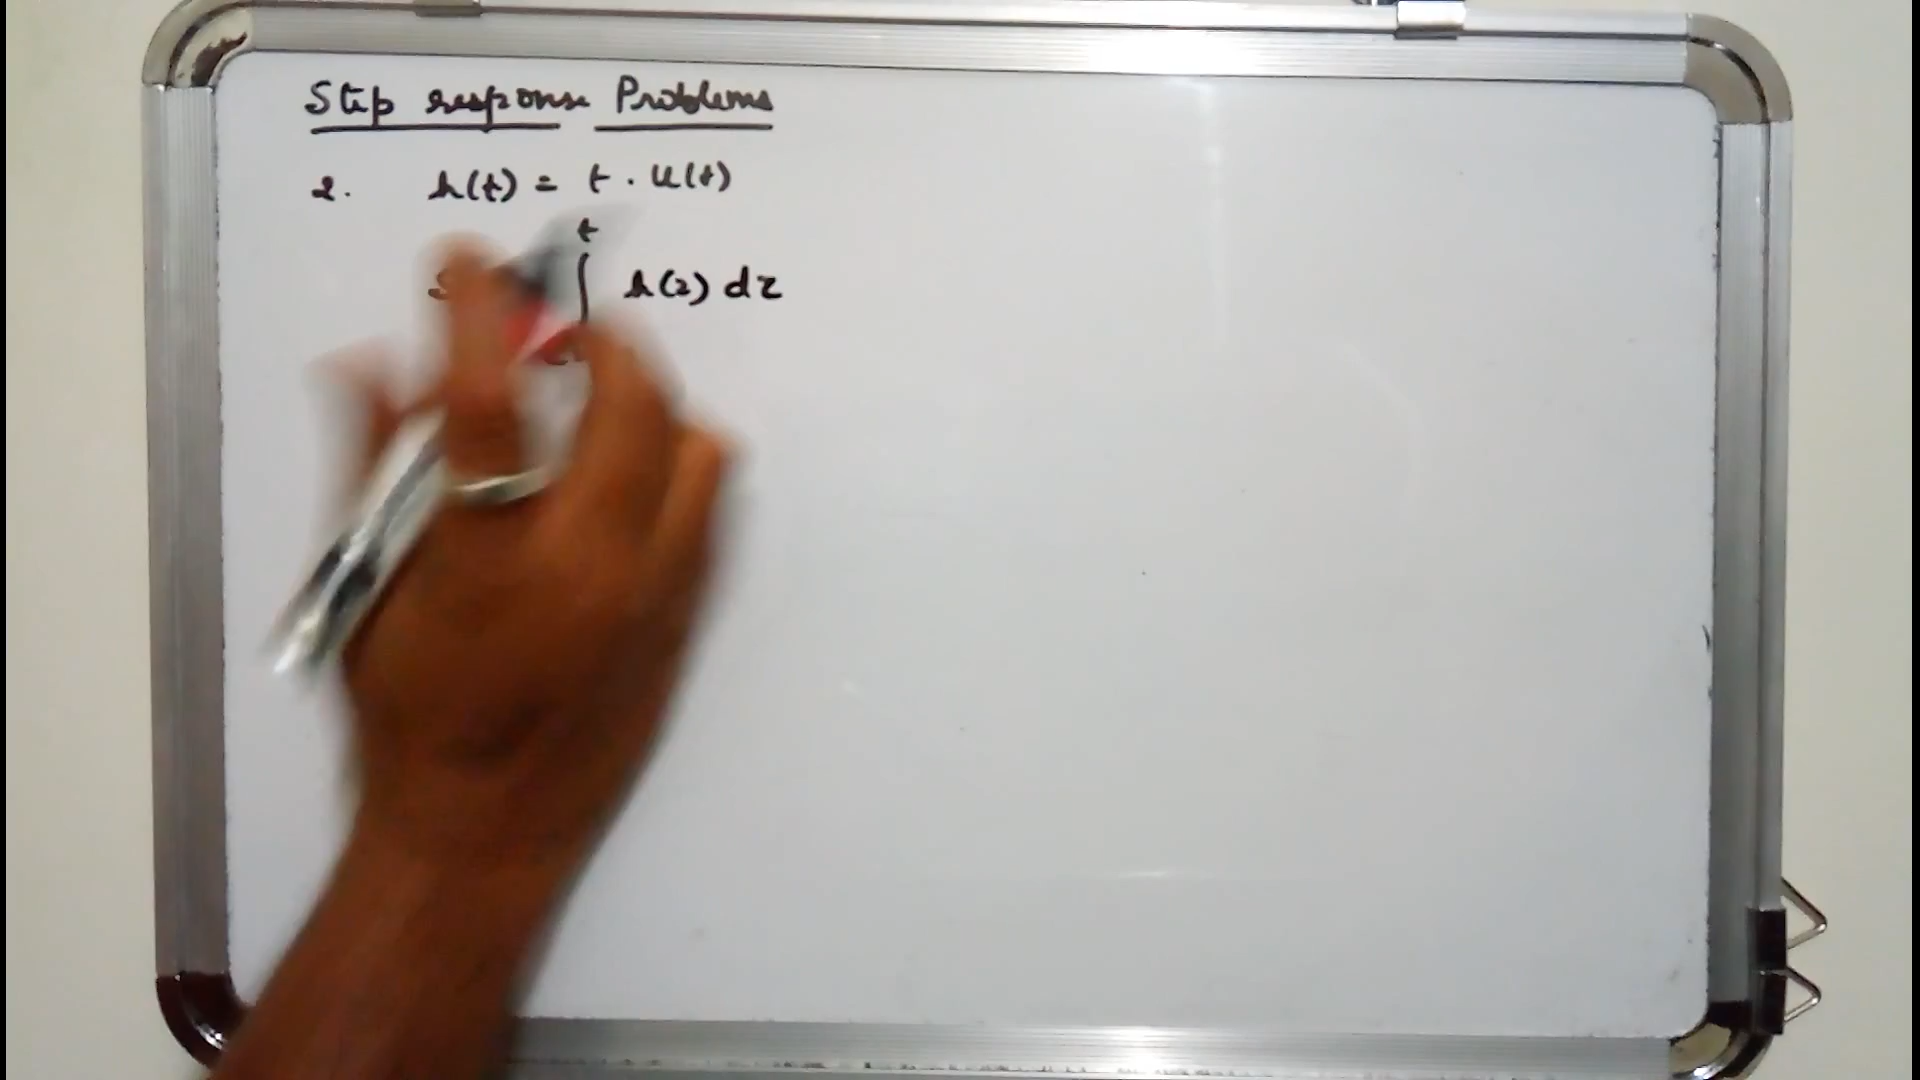 Step response Problems
2. h(t) = t . u(t)
t
∫ h(τ) dτ